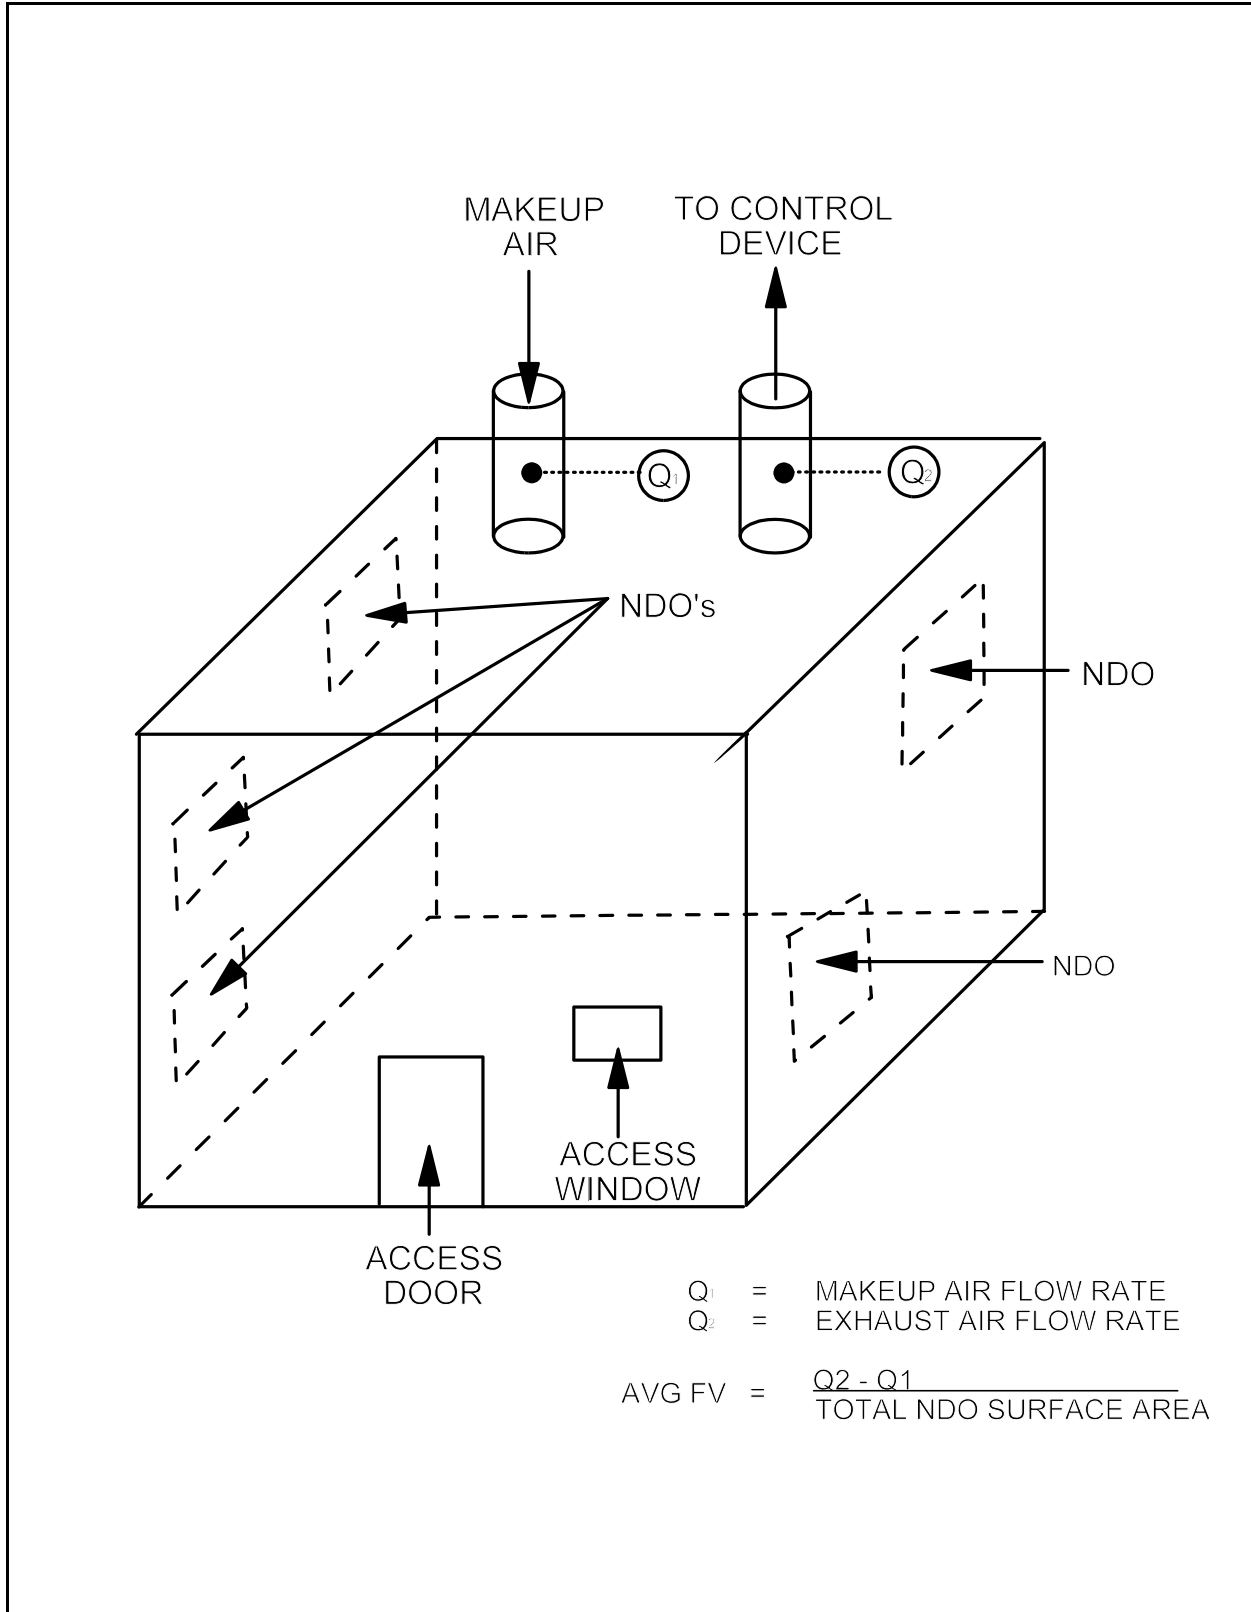 MAKEUP
AIR
TO CONTROL
DEVICE
Q1
Q2
NDO's
NDO
NDO
ACCESS
WINDOW
ACCESS
DOOR
Q1 = MAKEUP AIR FLOW RATE
Q2 = EXHAUST AIR FLOW RATE
AVG FV = Q2 - Q1
TOTAL NDO SURFACE AREA